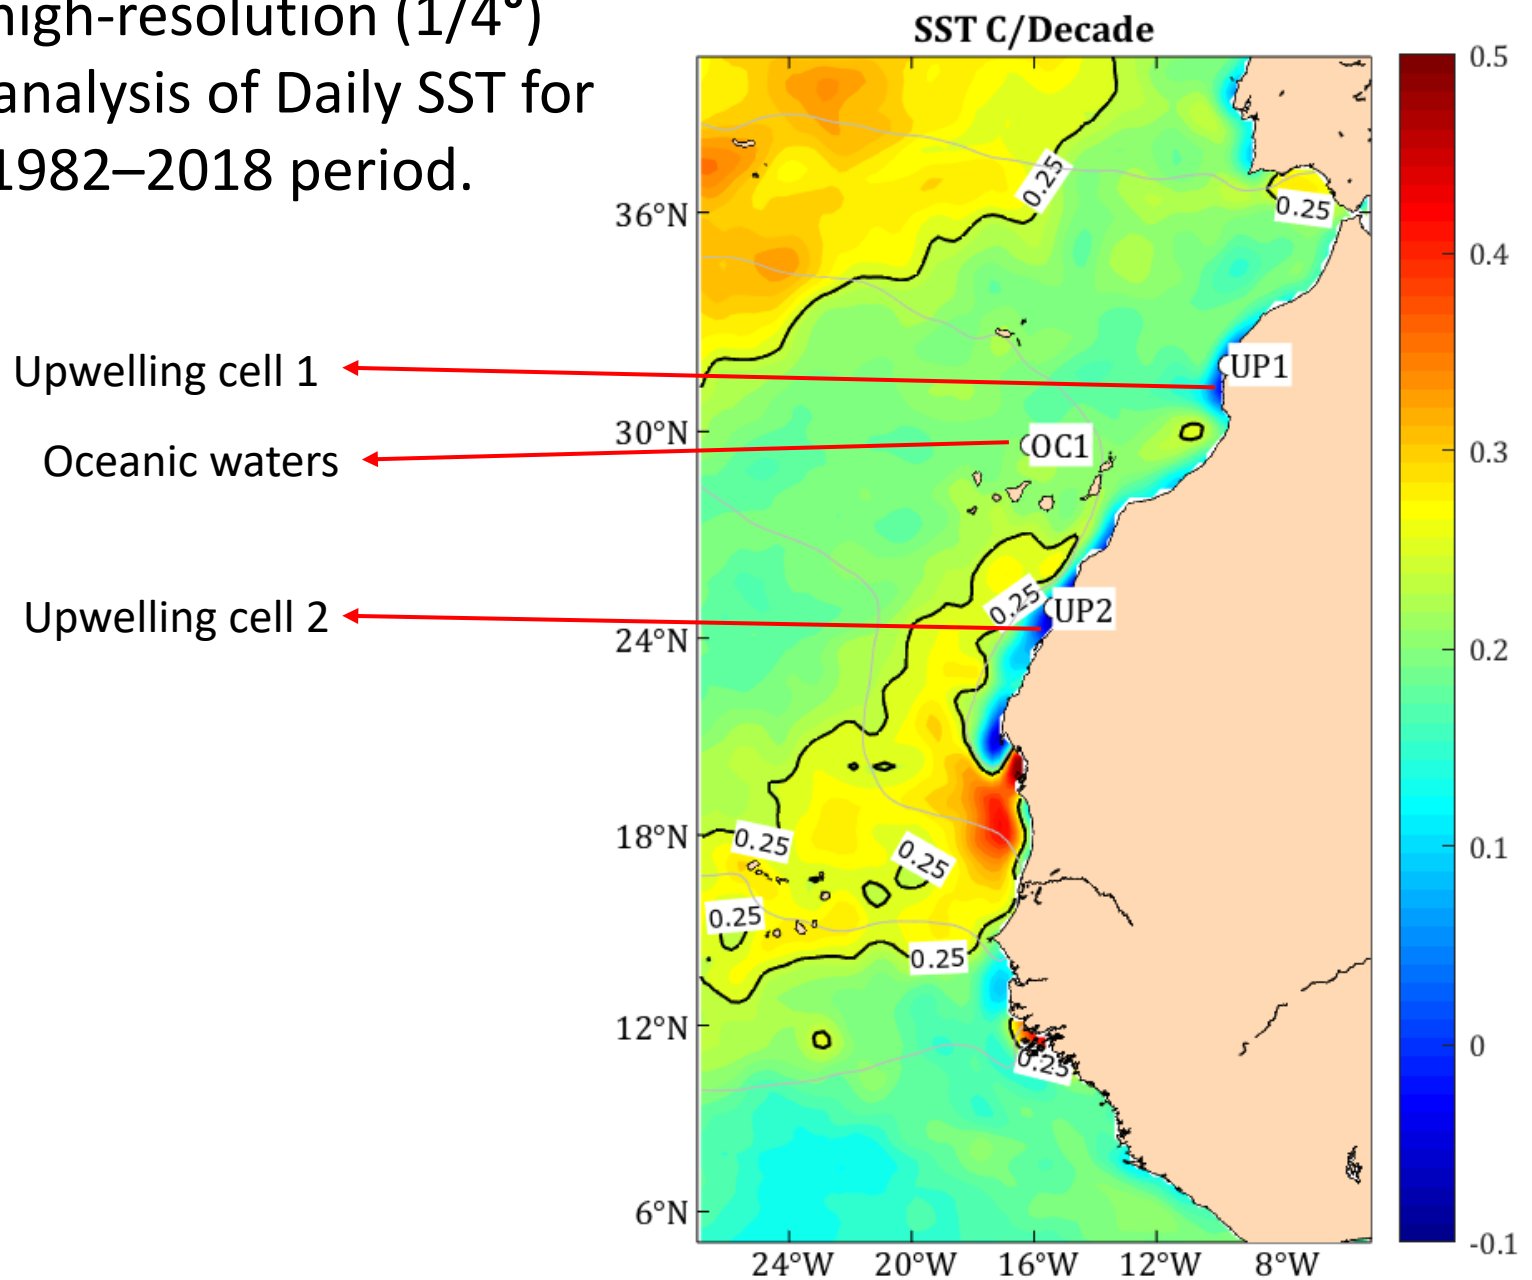 high-resolution (1/4°)
analysis of Daily SST for
1982–2018 period.
SST C/Decade
Upwelling cell 1
Oceanic waters
Upwelling cell 2
36°N
30°N
24°N
18°N
12°N
6°N
24°W
20°W
16°W
12°W
8°W
0.25
0.25
UP1
OC1
0.25
UP2
0.25
0.25
0.25
0.25
0.25
0.5
0.4
0.3
0.2
0.1
0
-0.1